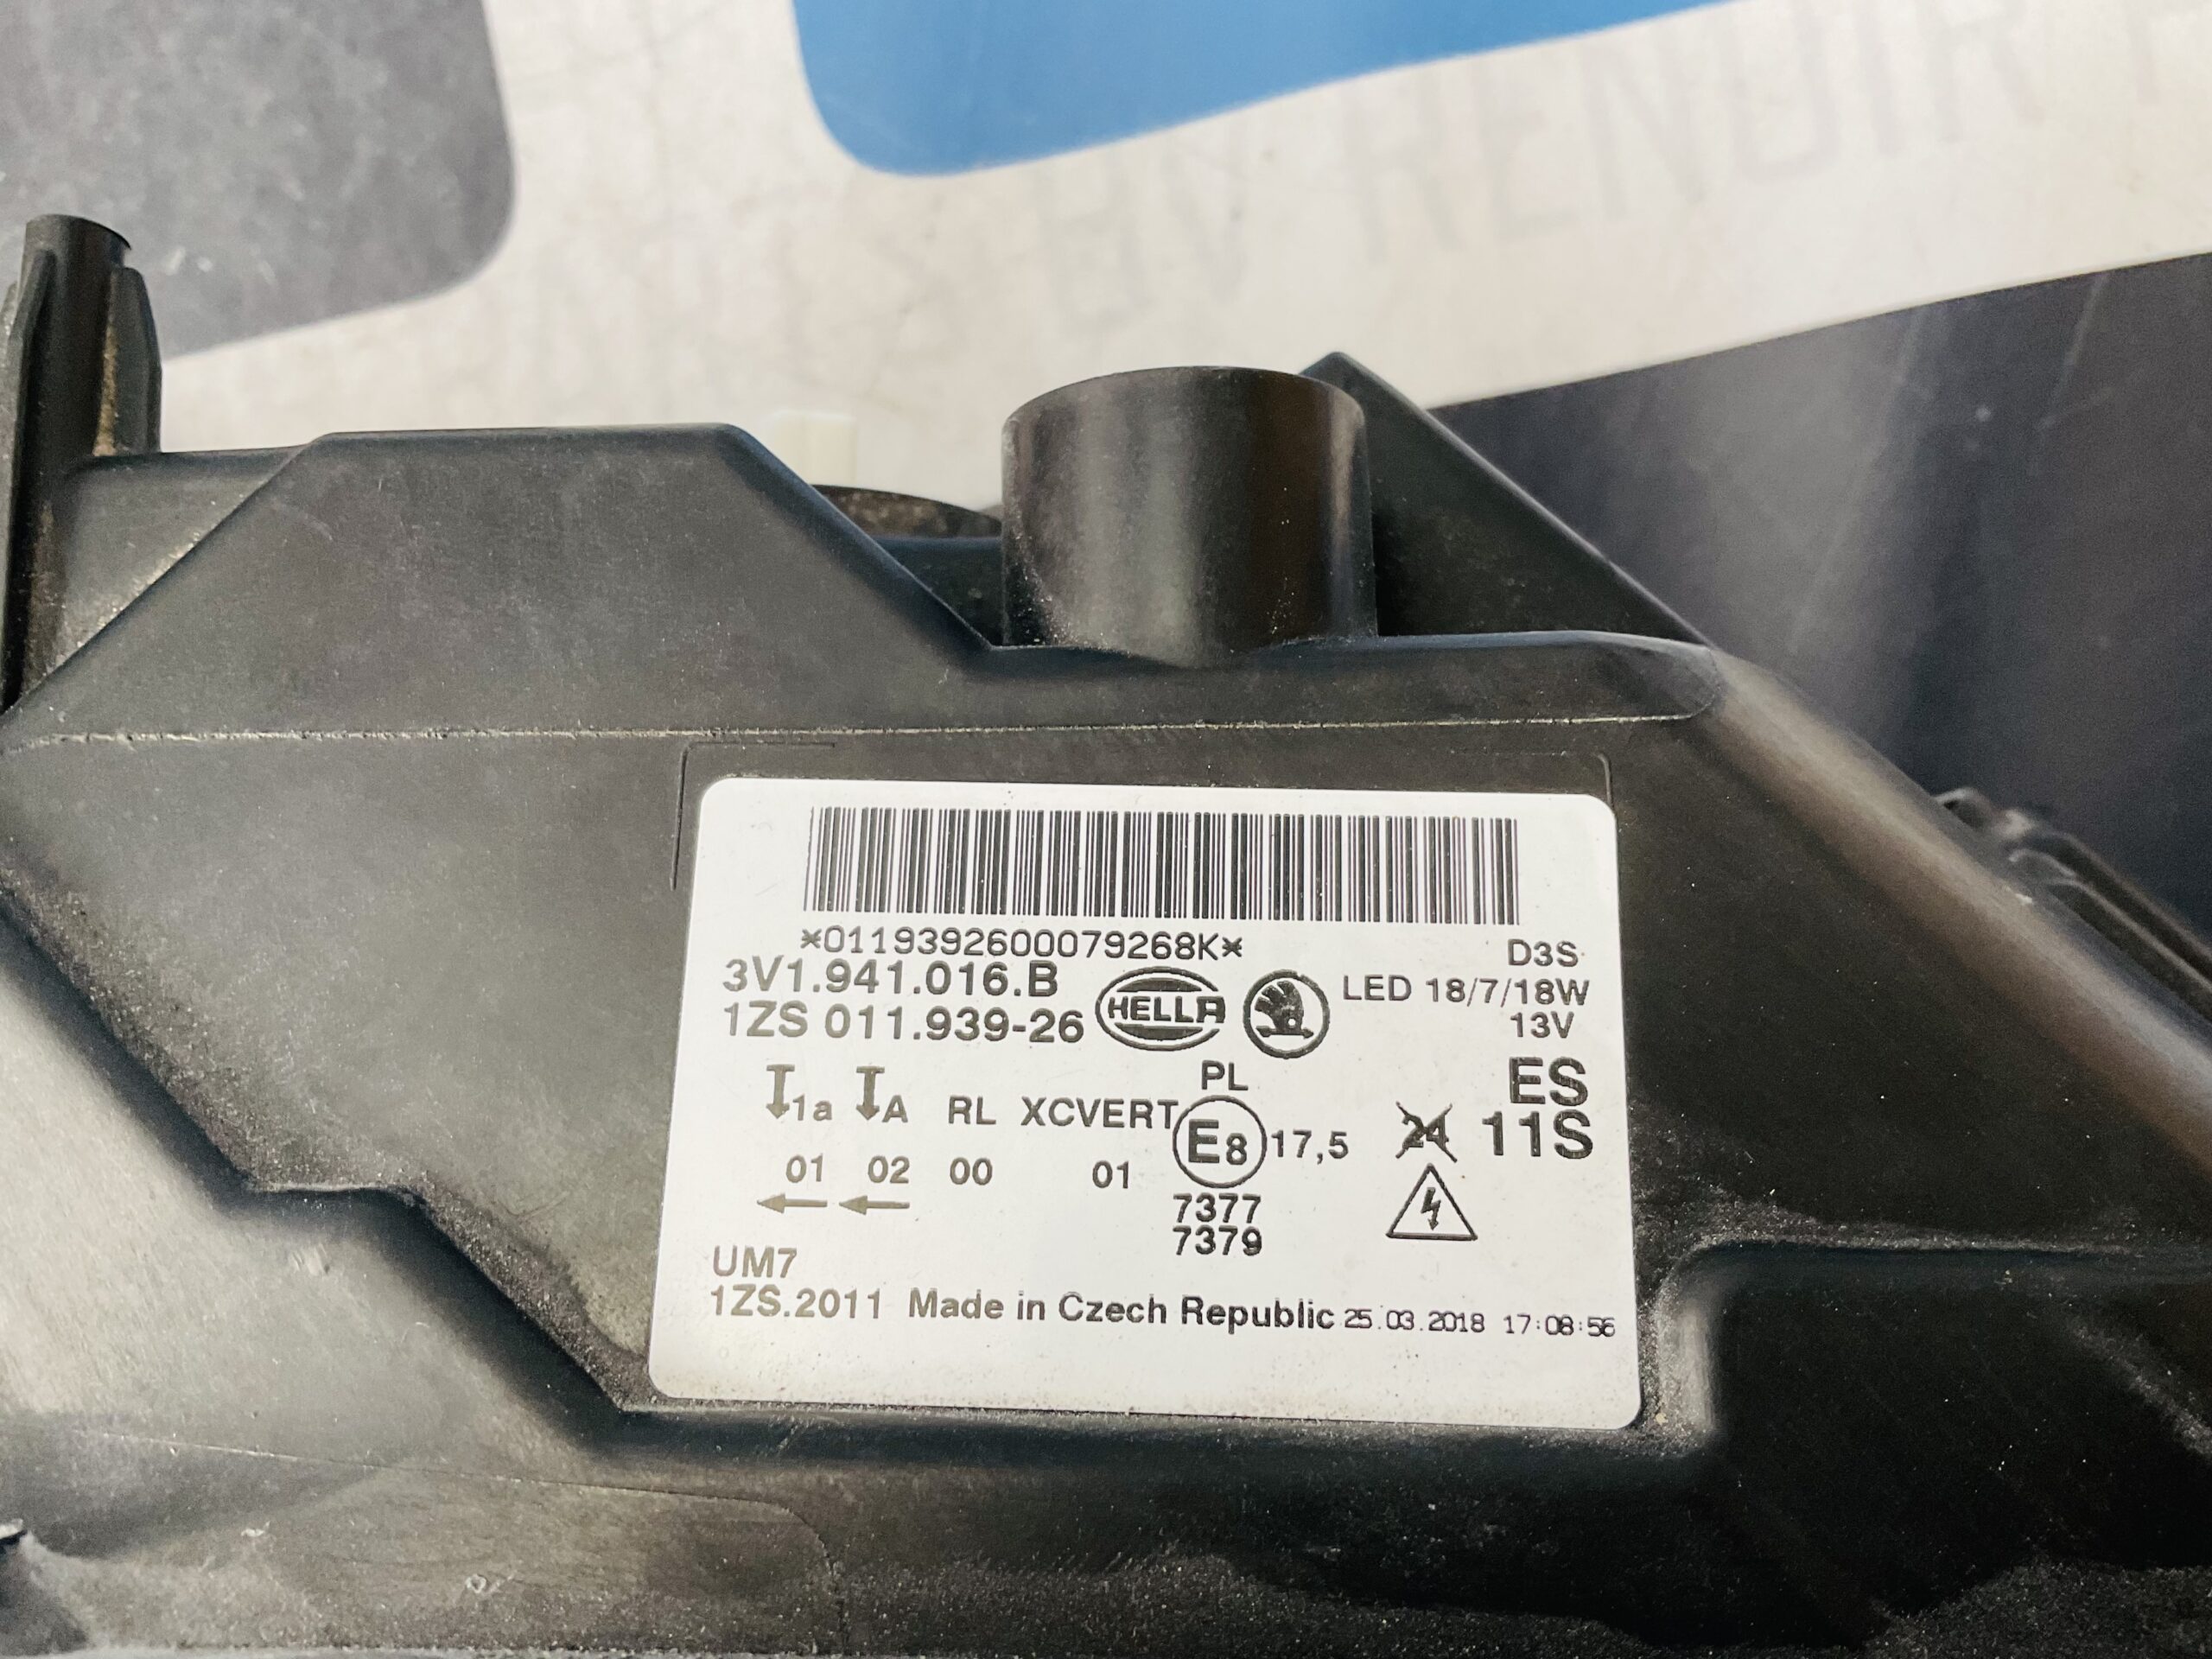 *0119392600079268K*
3V1.941.016.B
1ZS 011.939-26
HELLA
D3S
LED 18/7/18W
13V
ES
11S
1a A RL XCVERT
01 02 00 01
PL
E8 17,5
24
7377
7379
UM7
1ZS.2011 Made in Czech Republic 25.03.2018 17:08:56